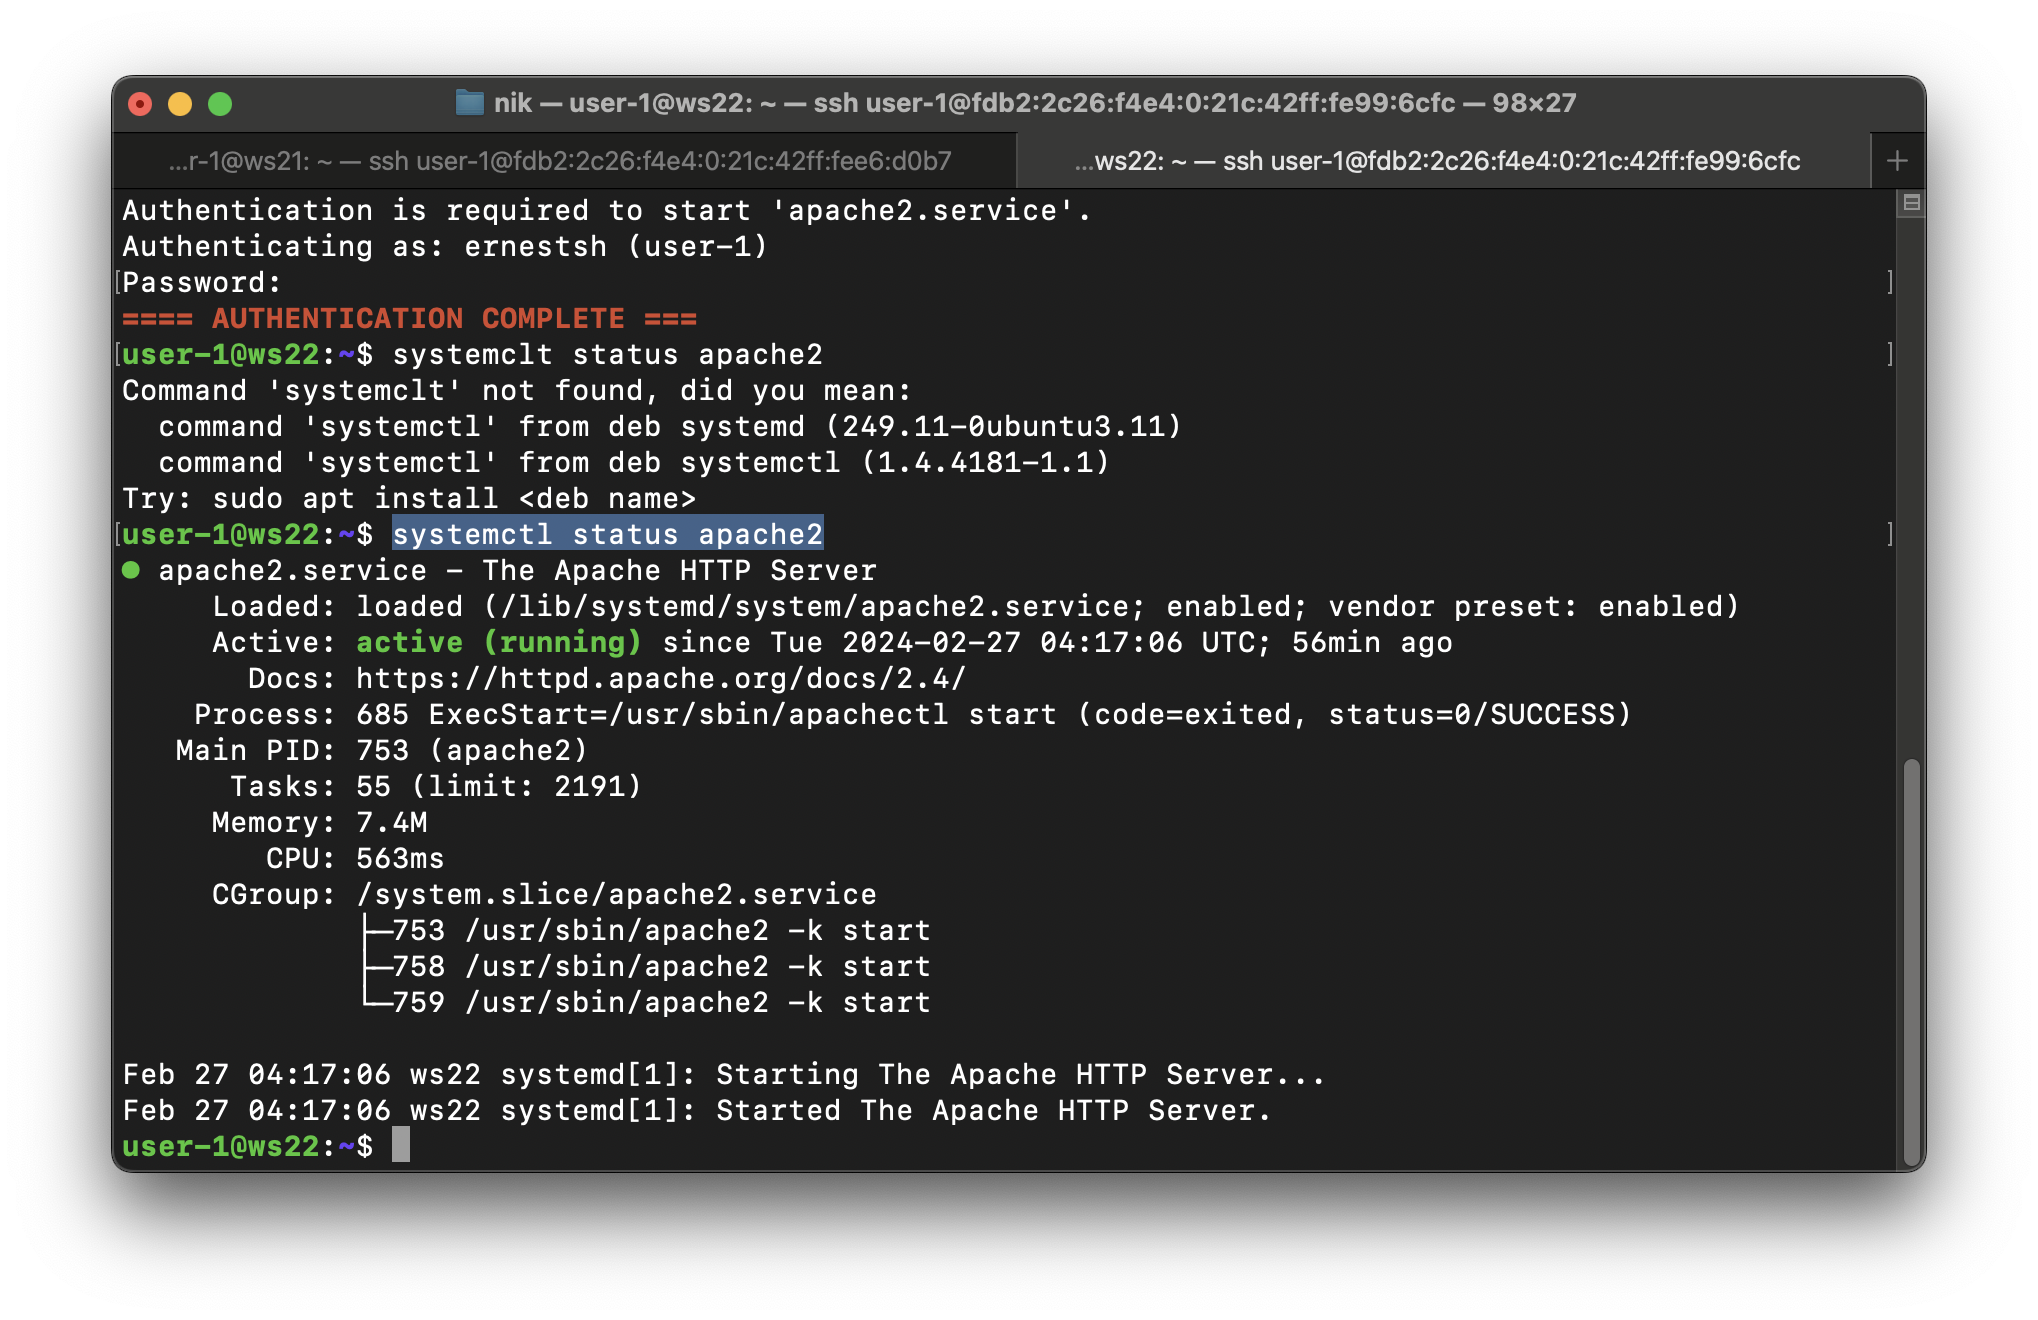 nik — user-1@ws22: ~ — ssh user-1@fdb2:2c26:f4e4:0:21c:42ff:fe99:6cfc — 98×27
...r-1@ws21: ~ — ssh user-1@fdb2:2c26:f4e4:0:21c:42ff:fee6:d0b7
...ws22: ~ — ssh user-1@fdb2:2c26:f4e4:0:21c:42ff:fe99:6cfc
Authentication is required to start 'apache2.service'.
Authenticating as: ernestsh (user-1)
[Password: ]
==== AUTHENTICATION COMPLETE ===
[user-1@ws22:~$ systemclt status apache2 ]
Command 'systemclt' not found, did you mean:
  command 'systemctl' from deb systemd (249.11-0ubuntu3.11)
  command 'systemctl' from deb systemctl (1.4.4181-1.1)
Try: sudo apt install <deb name>
[user-1@ws22:~$ systemctl status apache2 ]
● apache2.service - The Apache HTTP Server
     Loaded: loaded (/lib/systemd/system/apache2.service; enabled; vendor preset: enabled)
     Active: active (running) since Tue 2024-02-27 04:17:06 UTC; 56min ago
       Docs: https://httpd.apache.org/docs/2.4/
    Process: 685 ExecStart=/usr/sbin/apachectl start (code=exited, status=0/SUCCESS)
   Main PID: 753 (apache2)
      Tasks: 55 (limit: 2191)
     Memory: 7.4M
        CPU: 563ms
     CGroup: /system.slice/apache2.service
             ├─753 /usr/sbin/apache2 -k start
             ├─758 /usr/sbin/apache2 -k start
             └─759 /usr/sbin/apache2 -k start
Feb 27 04:17:06 ws22 systemd[1]: Starting The Apache HTTP Server...
Feb 27 04:17:06 ws22 systemd[1]: Started The Apache HTTP Server.
user-1@ws22:~$